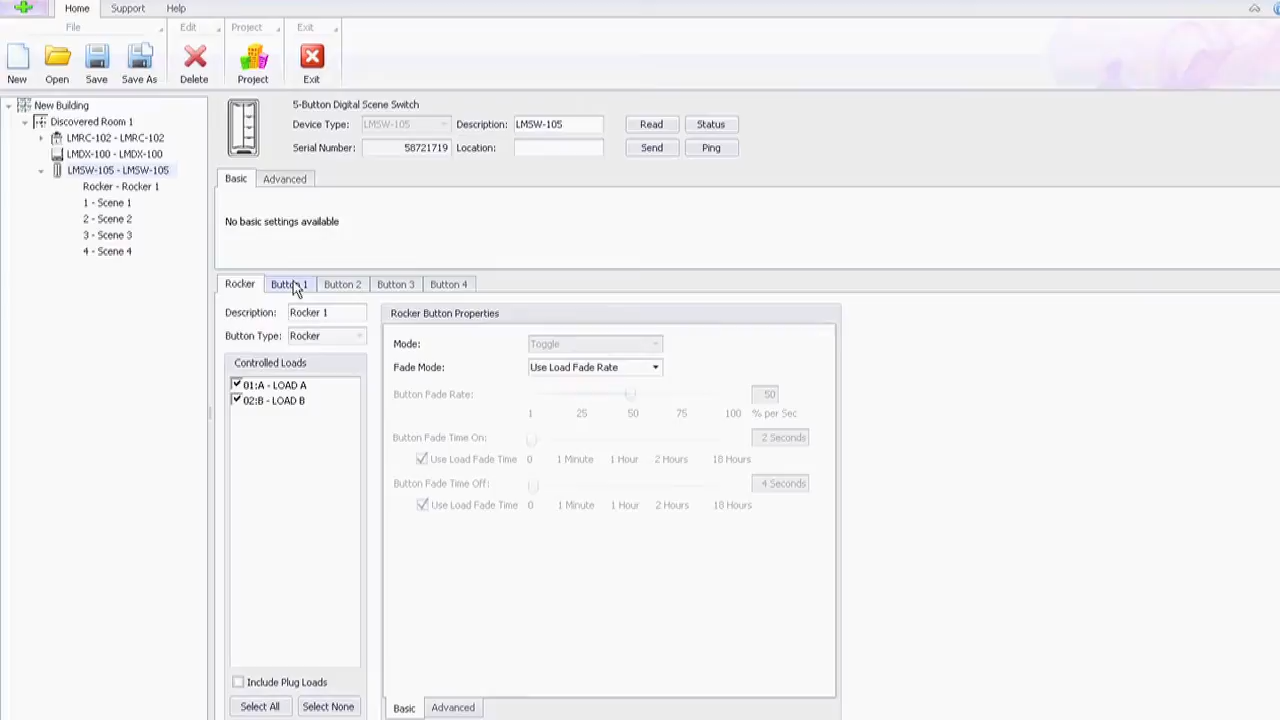 Home Support Help
File Edit Project Exit
New Open Save Save As Delete Project Exit
New Building
Discovered Room 1
LMRC-102 - LMRC-102
LMDX-100 - LMDX-100
LMSW-105 - LMSW-105
Rocker - Rocker 1
1 - Scene 1
2 - Scene 2
3 - Scene 3
4 - Scene 4
5-Button Digital Scene Switch
Device Type: LMSW-105 Description: LMSW-105 Read Status
Serial Number: 58721719 Location: Send Ping
Basic Advanced
No basic settings available
Rocker Button 1 Button 2 Button 3 Button 4
Description: Rocker 1
Button Type: Rocker
Controlled Loads
01:A - LOAD A
02:B - LOAD B
Include Plug Loads
Select All Select None
Rocker Button Properties
Mode: Toggle
Fade Mode: Use Load Fade Rate
Button Fade Rate: 50
1 25 50 75 100 % per Sec
Button Fade Time On: 2 Seconds
Use Load Fade Time 0 1 Minute 1 Hour 2 Hours 18 Hours
Button Fade Time Off: 4 Seconds
Use Load Fade Time 0 1 Minute 1 Hour 2 Hours 18 Hours
Basic Advanced